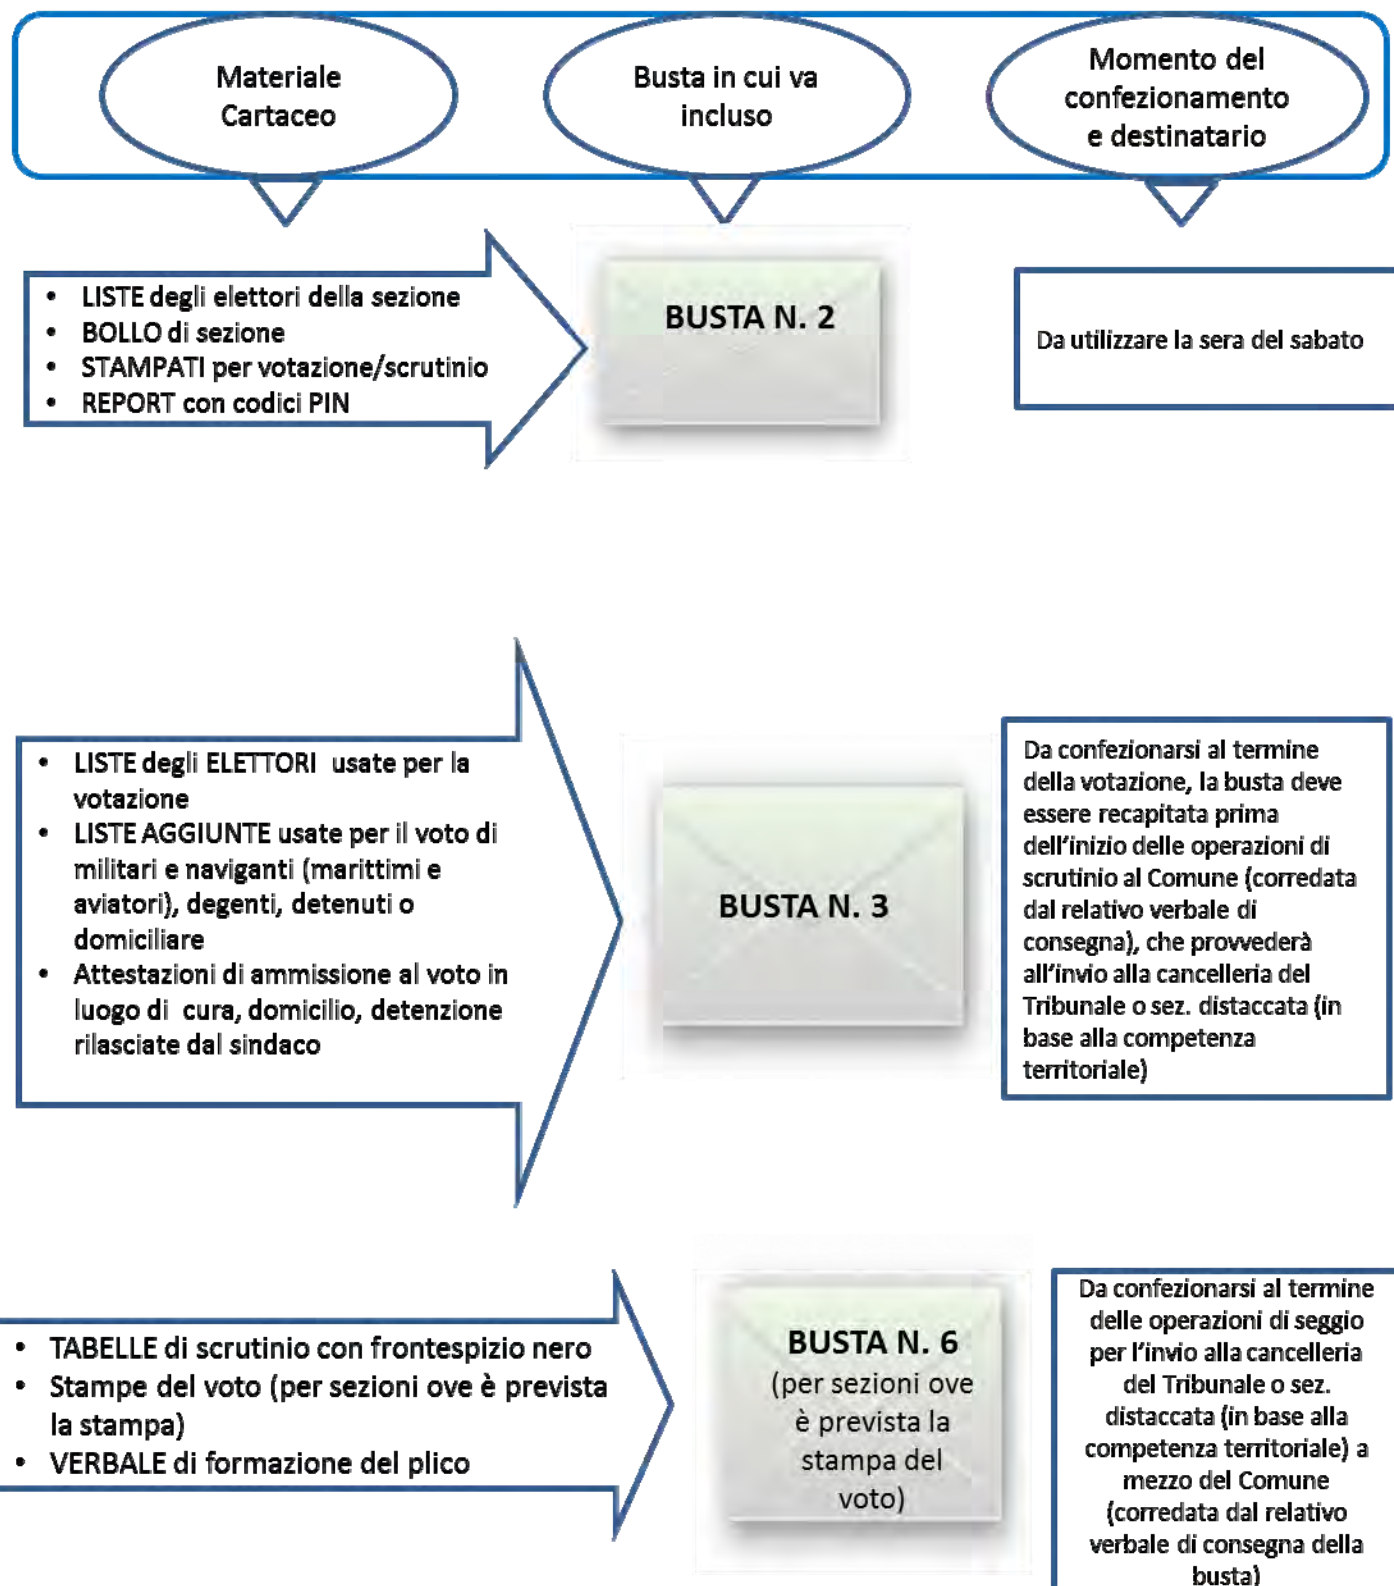 Materiale
Cartaceo
Busta in cui va
incluso
Momento del
confezionamento
e destinatario
• LISTE degli elettori della sezione
• BOLLO di sezione
• STAMPATI per votazione/scrutinio
• REPORT con codici PIN
BUSTA N. 2
Da utilizzare la sera del sabato
• LISTE degli ELETTORI usate per la
votazione
• LISTE AGGIUNTE usate per il voto di
militari e naviganti (marittimi e
aviatori), degenti, detenuti o
domiciliare
• Attestazioni di ammissione al voto in
luogo di cura, domicilio, detenzione
rilasciate dal sindaco
BUSTA N. 3
Da confezionarsi al termine
della votazione, la busta deve
essere recapitata prima
dell'inizio delle operazioni di
scrutinio al Comune (corredata
dal relativo verbale di
consegna), che provvederà
all'invio alla cancelleria del
Tribunale o sez. distaccata (in
base alla competenza
territoriale)
• TABELLE di scrutinio con frontespizio nero
• Stampe del voto (per sezioni ove è prevista
la stampa)
• VERBALE di formazione del plico
BUSTA N. 6
(per sezioni ove
è prevista la
stampa del
voto)
Da confezionarsi al termine
delle operazioni di seggio
per l'invio alla cancelleria
del Tribunale o sez.
distaccata (in base alla
competenza territoriale) a
mezzo del Comune
(corredata dal relativo
verbale di consegna della
busta)